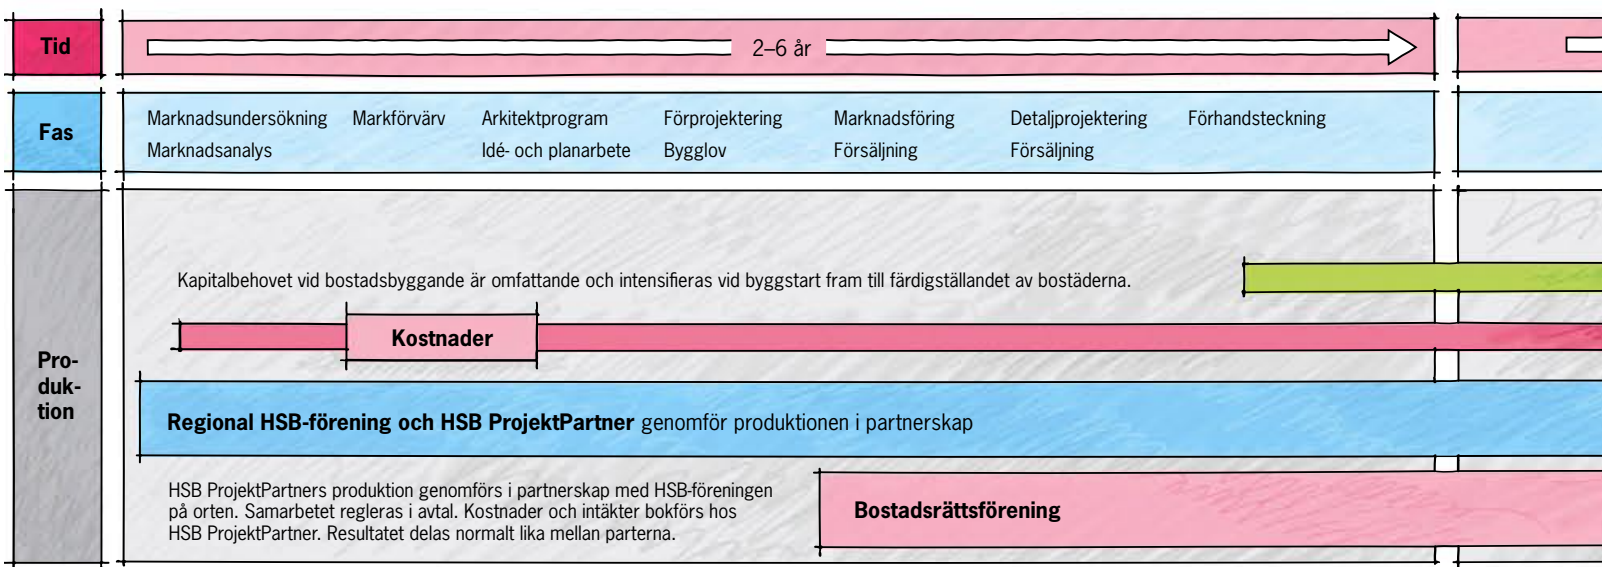 Tid
2–6 år
Fas
Marknadsundersökning
Marknadsanalys
Markförvärv
Arkitektprogram
Idé- och planarbete
Förprojektering
Bygglov
Marknadsföring
Försäljning
Detaljprojektering
Försäljning
Förhandsteckning
Pro-
duk-
tion
Kapitalbehovet vid bostadsbyggande är omfattande och intensifieras vid byggstart fram till färdigställandet av bostäderna.
Kostnader
Regional HSB-förening och HSB ProjektPartner genomför produktionen i partnerskap
HSB ProjektPartners produktion genomförs i partnerskap med HSB-föreningen
på orten. Samarbetet regleras i avtal. Kostnader och intäkter bokförs hos
HSB ProjektPartner. Resultatet delas normalt lika mellan parterna.
Bostadsrättsförening